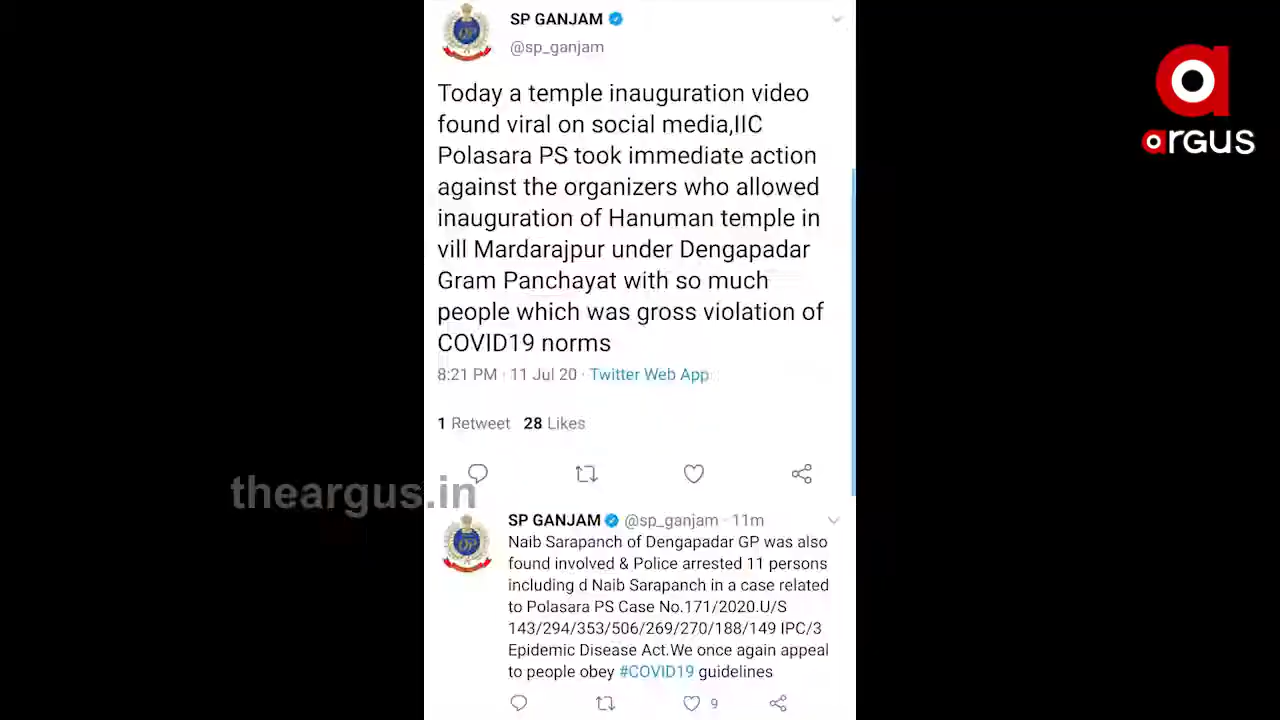 SP GANJAM
@sp_ganjam
Today a temple inauguration video
found viral on social media,IIC
Polasara PS took immediate action
against the organizers who allowed
inauguration of Hanuman temple in
vill Mardarajpur under Dengapadar
Gram Panchayat with so much
people which was gross violation of
COVID19 norms
8:21 PM · 11 Jul 20 · Twitter Web App
1 Retweet 28 Likes
SP GANJAM @sp_ganjam · 11m
Naib Sarapanch of Dengapadar GP was also
found involved & Police arrested 11 persons
including d Naib Sarapanch in a case related
to Polasara PS Case No.171/2020.U/S
143/294/353/506/269/270/188/149 IPC/3
Epidemic Disease Act.We once again appeal
to people obey #COVID19 guidelines
9
argus
theargus.in